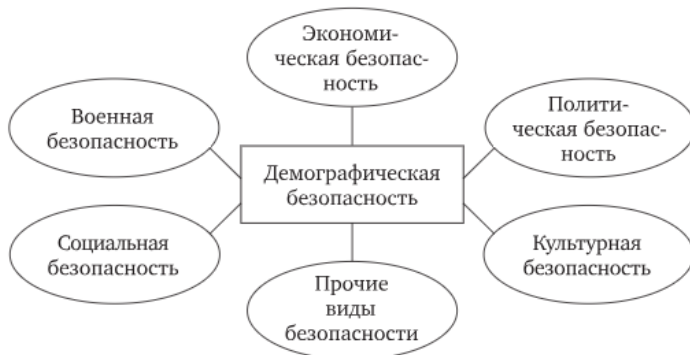 Экономи-
ческая безопас-
ность
Военная
безопасность
Полити-
ческая безопас-
ность
Демографическая
безопасность
Социальная
безопасность
Культурная
безопасность
Прочие
виды
безопасности